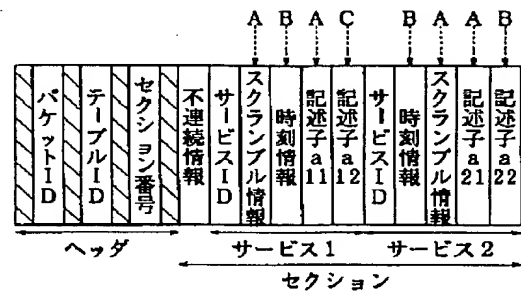 A B A C B A A B
パケットID
テーブルID
セクション番号
不連続情報
サービスID
スクランブル情報
時刻情報
記述子a11
記述子a12
サービスID
時刻情報
スクランブル情報
記述子a21
記述子a22
ヘッダ サービス1 サービス2
セクション